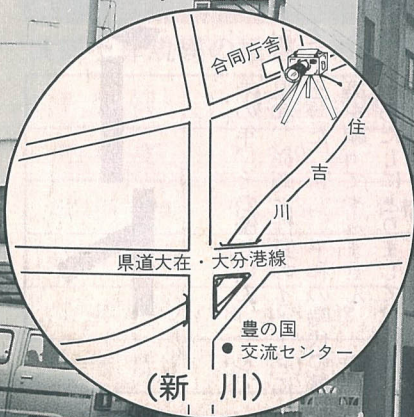 合同庁舎
住吉川
県道大在・大分港線
豊の国
交流センター
(新川)